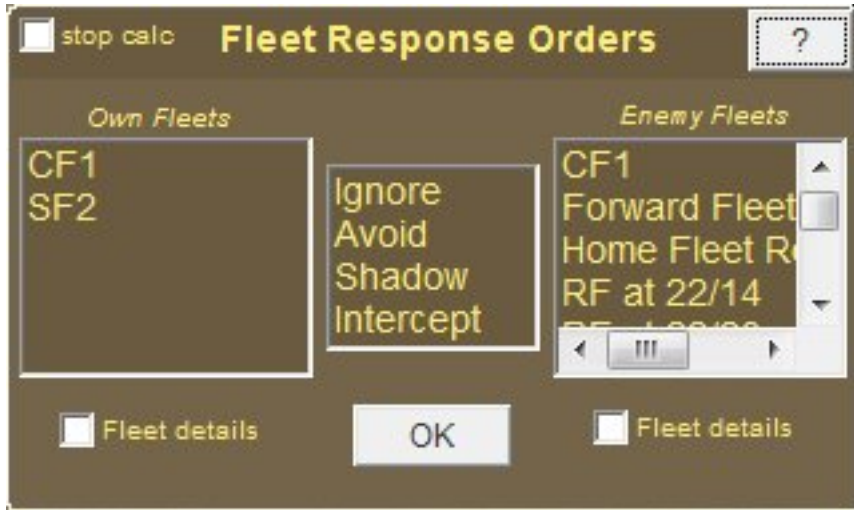 stop calc Fleet Response Orders ?
Own Fleets
Enemy Fleets
CF1
SF2
Ignore
Avoid
Shadow
Intercept
CF1
Forward Fleet
Home Fleet
RF at 22/14
Fleet details
OK
Fleet details